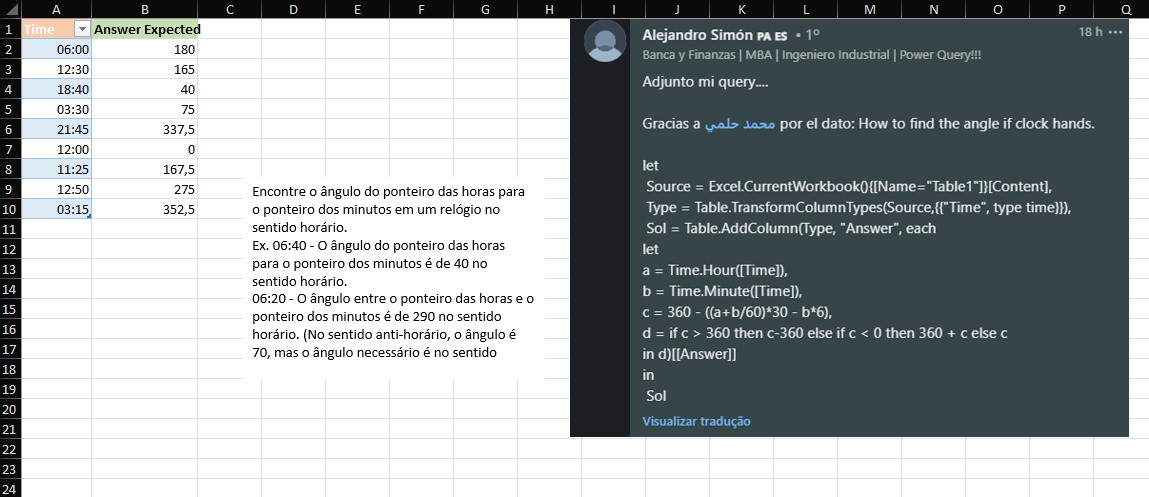 A B C D E F G H I J K L M N O P Q
1 Time Answer Expected
2 06:00 180
3 12:30 165
4 18:40 40
5 03:30 75
6 21:45 337,5
7 12:00 0
8 11:25 167,5
9 12:50 275
10 03:15 352,5
11
12
13
14
15
16
17
18
19
20
21
22
23
24
Encontre o ângulo do ponteiro das horas para
o ponteiro dos minutos em um relógio no
sentido horário.
Ex. 06:40 - O ângulo do ponteiro das horas
para o ponteiro dos minutos é de 40 no
sentido horário.
06:20 - O ângulo entre o ponteiro das horas e o
ponteiro dos minutos é de 290 no sentido
horário. (No sentido anti-horário, o ângulo é
70, mas o ângulo necessário é no sentido
Alejandro Simón PA ES • 1º
18 h •••
Banca y Finanzas | MBA | Ingeniero Industrial | Power Query!!!
Adjunto mi query....
Gracias a محمد حلمي por el dato: How to find the angle if clock hands.
let
Source = Excel.CurrentWorkbook(){[Name="Table1"]}[Content],
Type = Table.TransformColumnTypes(Source,{{"Time", type time}}),
Sol = Table.AddColumn(Type, "Answer", each
let
a = Time.Hour([Time]),
b = Time.Minute([Time]),
c = 360 - ((a+b/60)*30 - b*6),
d = if c > 360 then c-360 else if c < 0 then 360 + c else c
in d)[[Answer]]
in
Sol
Visualizar tradução